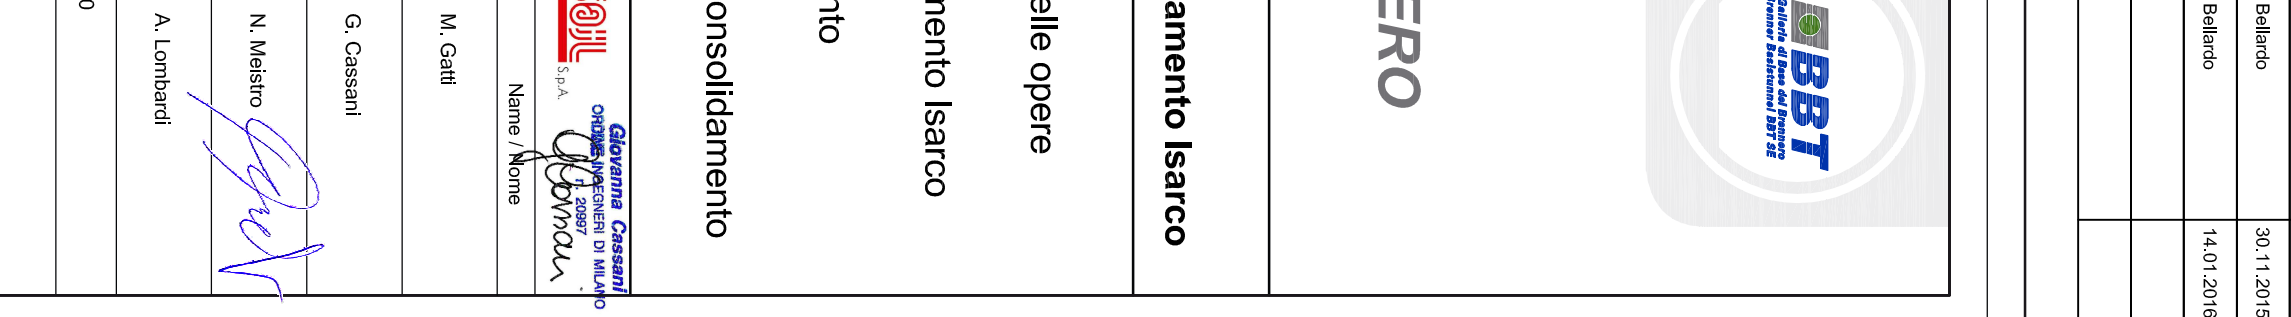 Bellardo 30.11.2015
Bellardo 14.01.2016
BBT
Galleria di Base del Brennero
Brenner Basistunnel BBT SE
ERO
amento Isarco
elle opere
mento Isarco
nto
onsolidamento
Giovanna Cassani
ORDINE INGEGNERI DI MILANO
n. 20997
S.p.A.
Name / Nome
M. Gatti
G. Cassani
N. Meistro
A. Lombardi
0